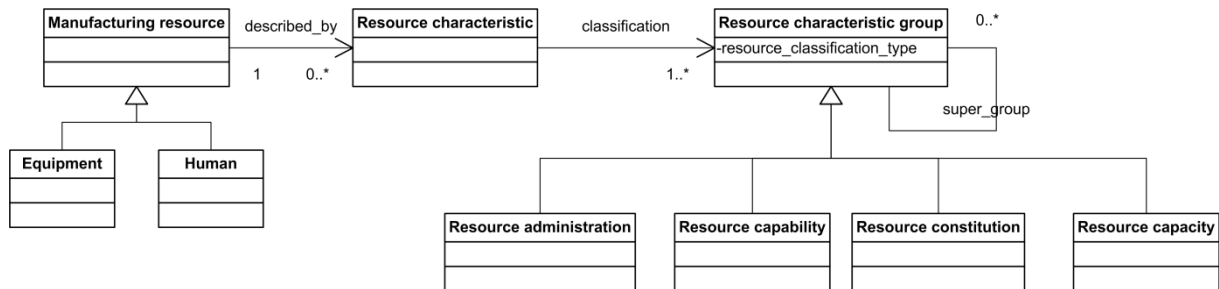 Manufacturing resource
described_by
Resource characteristic
classification
Resource characteristic group
0..*
-resource_classification_type
1
0..*
1..*
super_group
Equipment
Human
Resource administration
Resource capability
Resource constitution
Resource capacity